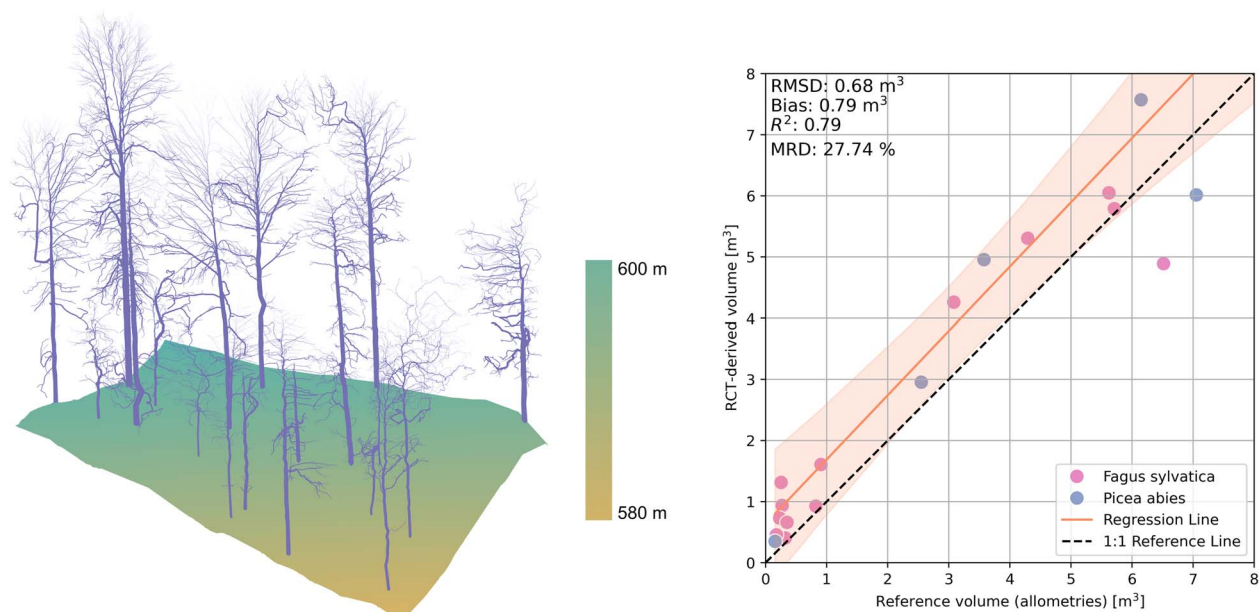 600 m
580 m
RMSD: 0.68 m³
Bias: 0.79 m³
R²: 0.79
MRD: 27.74 %
RCT-derived volume [m³]
8
7
6
5
4
3
2
1
0
Fagus sylvatica
Picea abies
Regression Line
1:1 Reference Line
0 1 2 3 4 5 6 7 8
Reference volume (allometries) [m³]